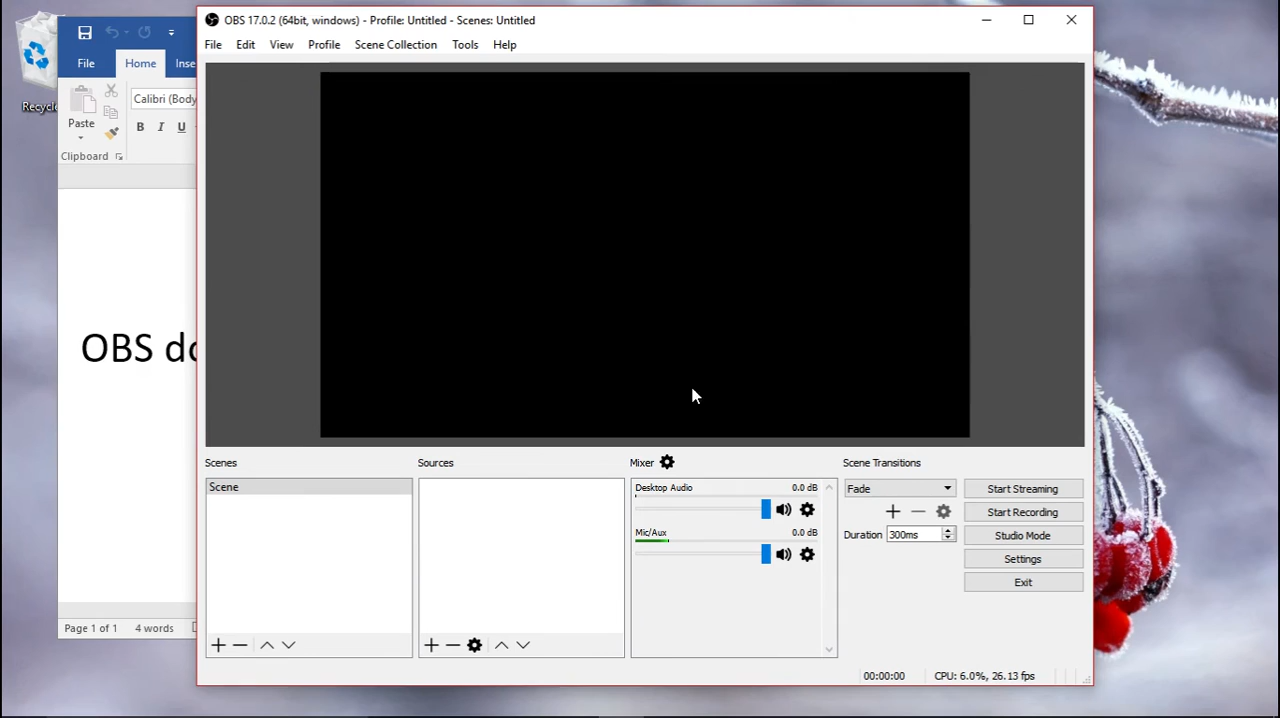 OBS 17.0.2 (64bit, windows) - Profile: Untitled - Scenes: Untitled
File Edit View Profile Scene Collection Tools Help
File Home
Calibri (Body
Paste
B I U
Clipboard
OBS
Page 1 of 1 4 words
Scenes
Scene
Sources
Mixer
Desktop Audio 0.0 dB
Mic/Aux 0.0 dB
Scene Transitions
Fade
Duration 300ms
Start Streaming
Start Recording
Studio Mode
Settings
Exit
00:00:00 CPU: 6.0%, 26.13 fps